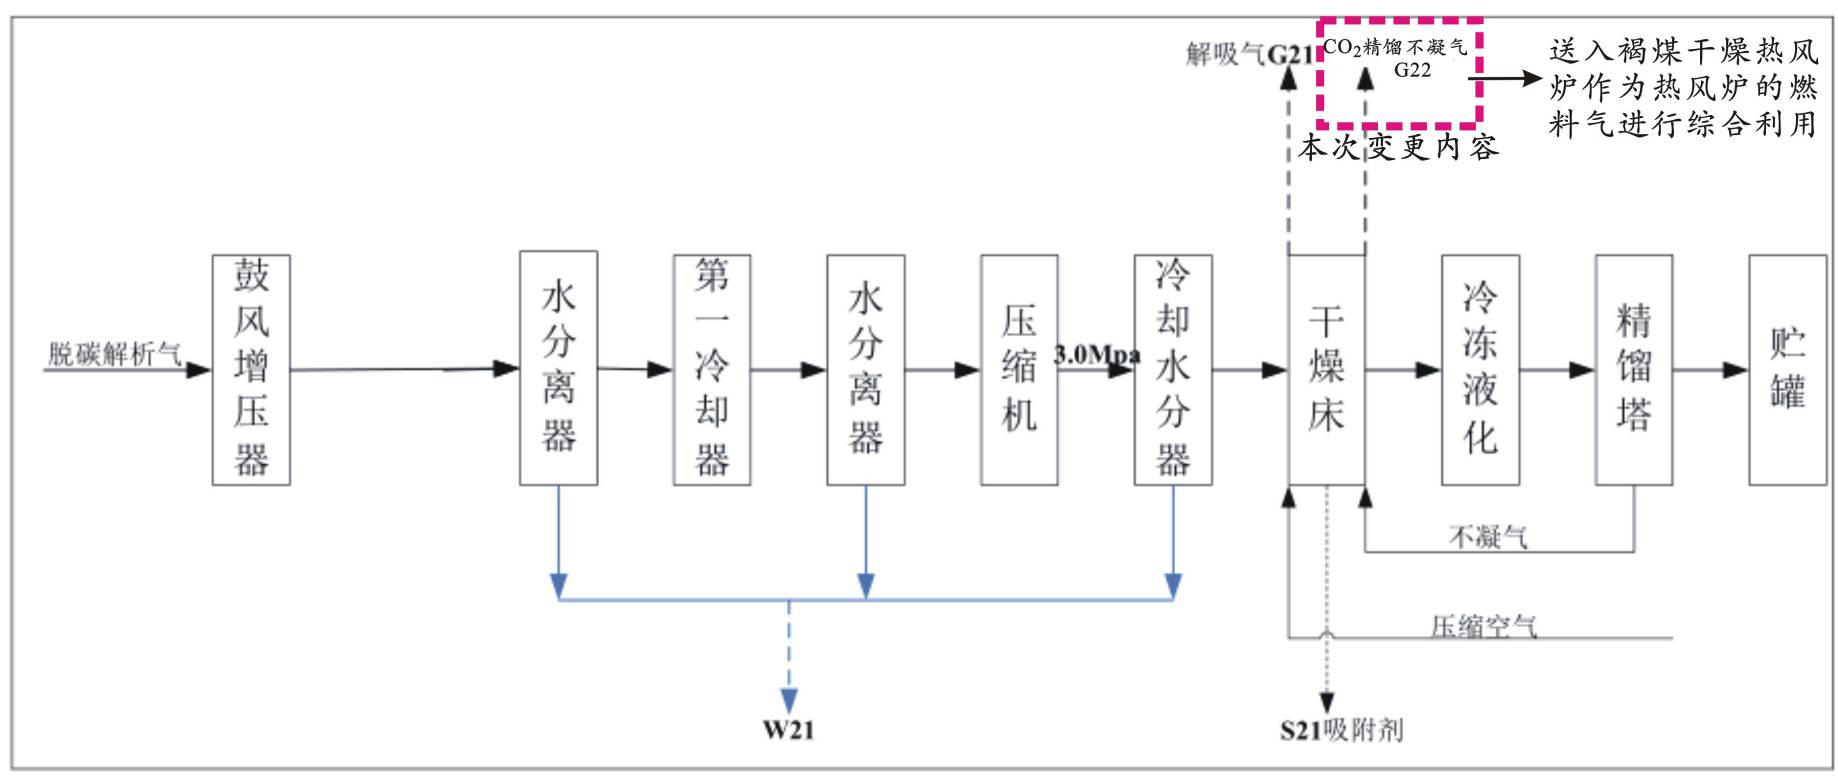 解吸气G21
CO₂精馏不凝气
G22
送入褐煤干燥热风
炉作为热风炉的燃
料气进行综合利用
本次变更内容
脱碳解析气
鼓风增压器
水分离器
第一冷却器
水分离器
压缩机
3.0Mpa
冷却水分器
干燥床
冷冻液化
精馏塔
贮罐
不凝气
压缩空气
W21
S21吸附剂